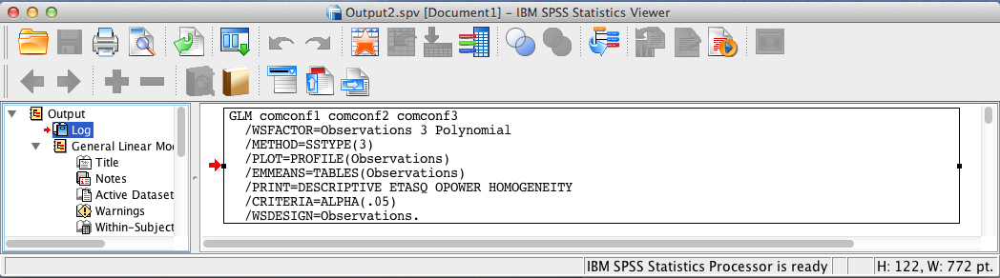 Output2.spv [Document1] – IBM SPSS Statistics Viewer
Output
Log
General Linear Mo
Title
Notes
Active Dataset
Warnings
Within-Subject
GLM comconf1 comconf2 comconf3
/WSFACTOR=Observations 3 Polynomial
/METHOD=SSTYPE(3)
/PLOT=PROFILE(Observations)
/EMMEANS=TABLES(Observations)
/PRINT=DESCRIPTIVE ETASQ OPOWER HOMOGENEITY
/CRITERIA=ALPHA(.05)
/WSDESIGN=Observations.
IBM SPSS Statistics Processor is ready
H: 122, W: 772 pt.